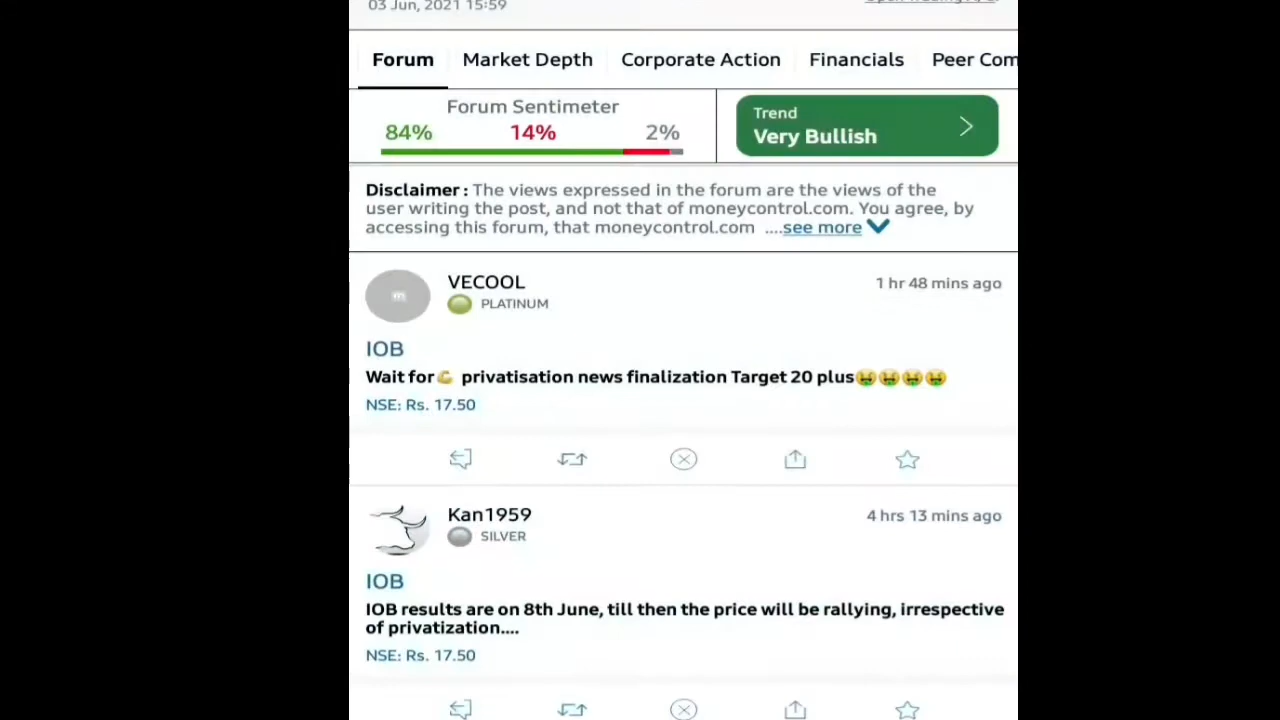 03 Jun, 2021 15:59
Forum Market Depth Corporate Action Financials Peer Com
Forum Sentimeter
84% 14% 2%
Trend
Very Bullish
Disclaimer : The views expressed in the forum are the views of the
user writing the post, and not that of moneycontrol.com. You agree, by
accessing this forum, that moneycontrol.com ....see more
VECOOL
1 hr 48 mins ago
PLATINUM
IOB
Wait for💪 privatisation news finalization Target 20 plus🤑🤑🤑🤑
NSE: Rs. 17.50
Kan1959
4 hrs 13 mins ago
SILVER
IOB
IOB results are on 8th June, till then the price will be rallying, irrespective
of privatization....
NSE: Rs. 17.50